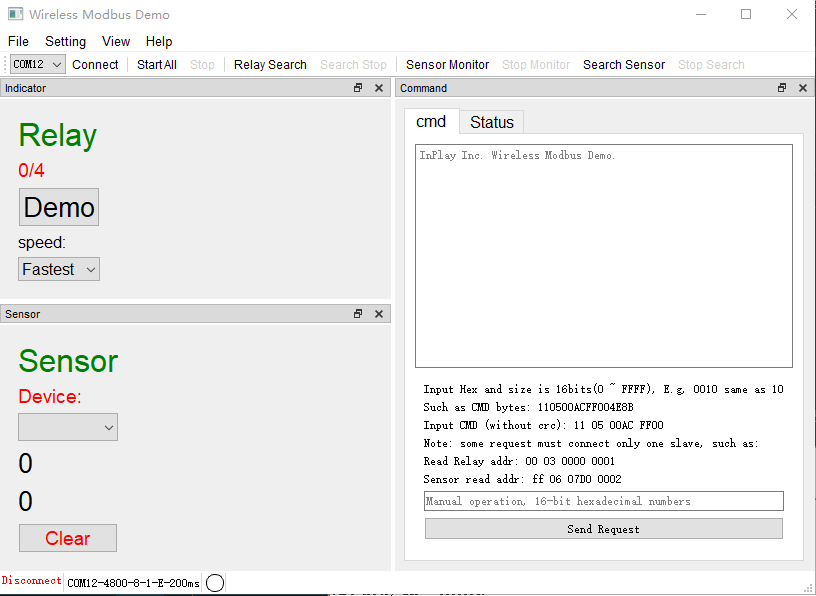 Wireless Modbus Demo
File Setting View Help
COM12 Connect Start All Stop Relay Search Search Stop Sensor Monitor Stop Monitor Search Sensor Stop Search
Indicator
Relay
0/4
Demo
speed:
Fastest
Sensor
Sensor
Device:
0
0
Clear
Command
cmd Status
InPlay Inc. Wireless Modbus Demo.
Input Hex and size is 16bits(0 ~ FFFF), E.g, 0010 same as 10
Such as CMD bytes: 110500ACFF004E8B
Input CMD (without crc): 11 05 00AC FF00
Note: some request must connect only one slave, such as:
Read Relay addr: 00 03 0000 0001
Sensor read addr: ff 06 07D0 0002
Manual operation, 16-bit hexadecimal numbers
Send Request
Disconnect COM12-4800-8-1-E-200ms